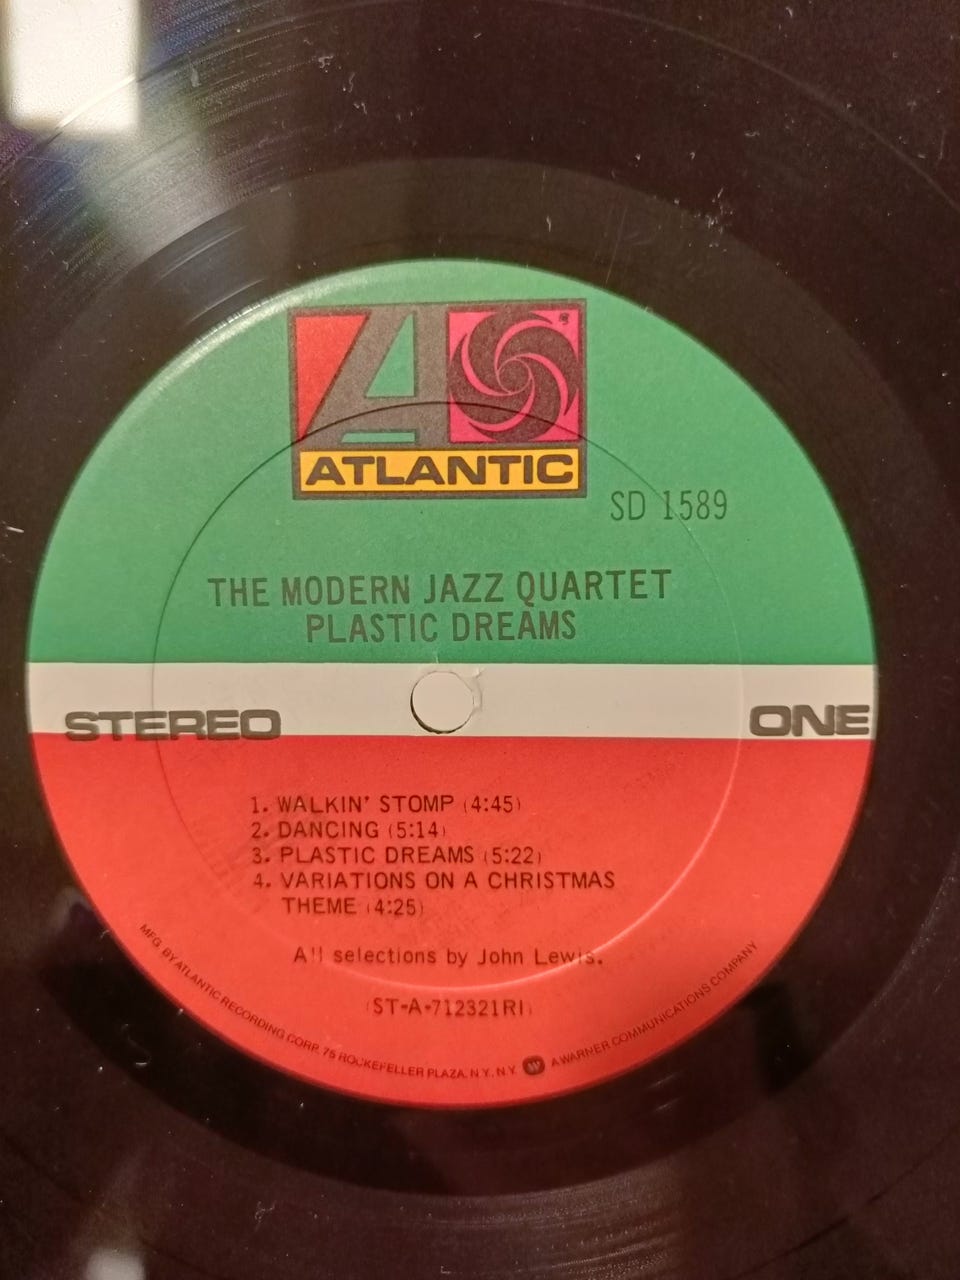 A
®
ATLANTIC
SD 1589
THE MODERN JAZZ QUARTET
PLASTIC DREAMS
STEREO
ONE
1. WALKIN' STOMP (4:45)
2. DANCING (5:14)
3. PLASTIC DREAMS (5:22)
4. VARIATIONS ON A CHRISTMAS
THEME (4:25)
All selections by John Lewis.
(ST-A-712321RI)
MFG. BY ATLANTIC RECORDING CORP. 75 ROCKEFELLER PLAZA, N.Y., N.Y. W A WARNER COMMUNICATIONS COMPANY